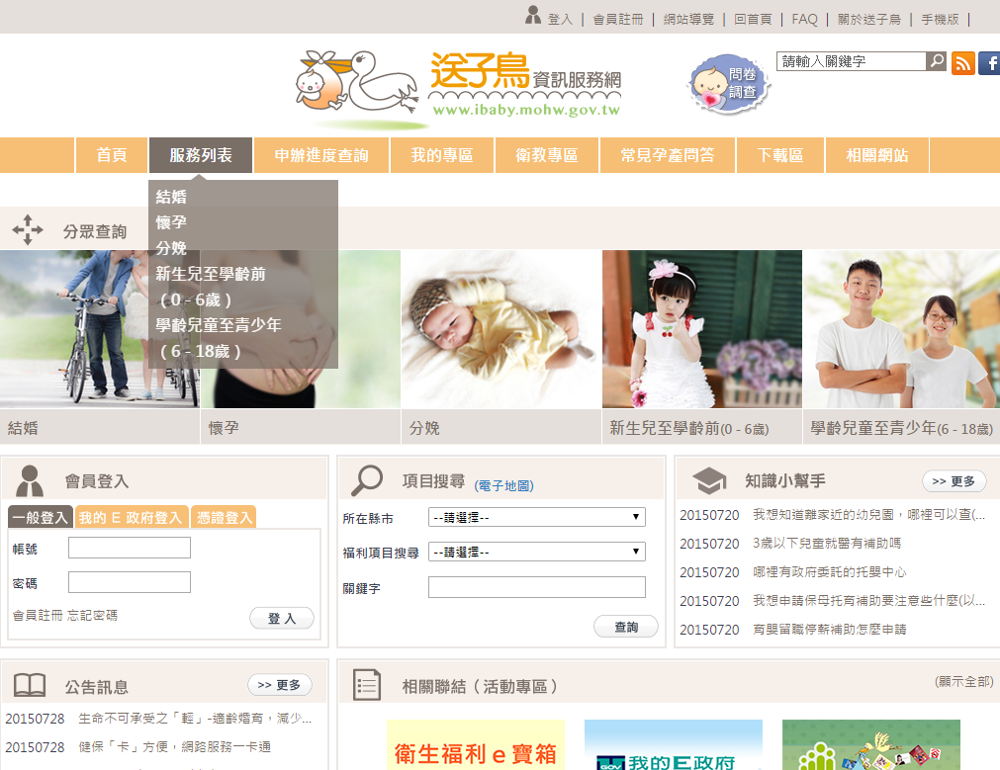 登入 | 會員註冊 | 網站導覽 | 回首頁 | FAQ | 關於送子鳥 | 手機版 |
送子鳥資訊服務網
www.ibaby.mohw.gov.tw
問卷
調查
請輸入關鍵字
首頁 服務列表 申辦進度查詢 我的專區 衛教專區 常見孕產問答 下載區 相關網站
結婚
懷孕
分娩
新生兒至學齡前
( 0 - 6歲 )
學齡兒童至青少年
( 6 - 18歲 )
分眾查詢
結婚 懷孕 分娩 新生兒至學齡前(0 - 6歲) 學齡兒童至青少年(6 - 18歲)
會員登入
一般登入 我的 E 政府登入 憑證登入
帳號
密碼
會員註冊 忘記密碼 登 入
項目搜尋 (電子地圖)
所在縣市 --請選擇--
福利項目搜尋 --請選擇--
關鍵字
查詢
知識小幫手 >> 更多
20150720 我想知道離家近的幼兒園，哪裡可以查(...
20150720 3歲以下兒童就醫有補助嗎
20150720 哪裡有政府委託的托嬰中心
20150720 我想申請保母托育補助要注意些什麼(以...
20150720 育嬰留職停薪補助怎麼申請
公告訊息 >> 更多
20150728 生命不可承受之「輕」-適齡婚育，減少...
20150728 健保「卡」方便，網路服務一卡通
相關聯結 ( 活動專區 ) (顯示全部)
衛生福利 e 寶箱
GOV 我的E政府